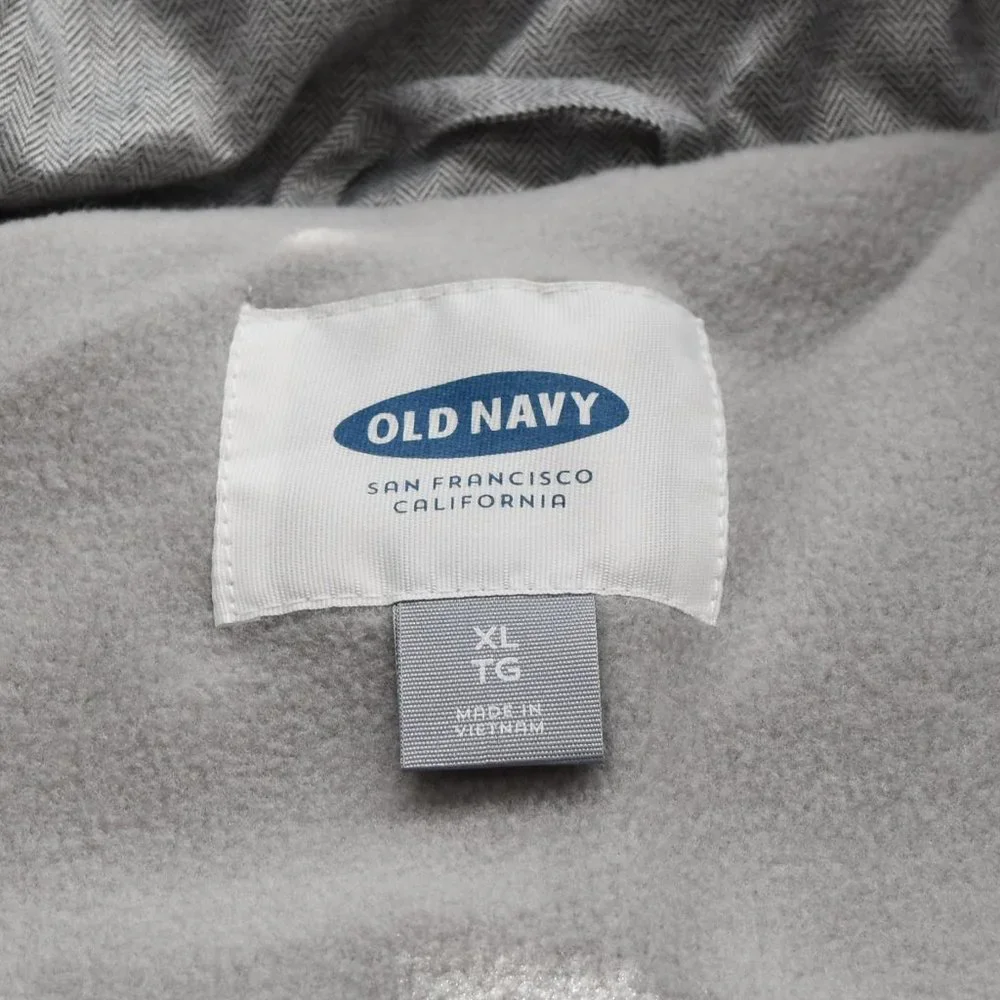 OLD NAVY
SAN FRANCISCO
CALIFORNIA
XL
TG
MADE IN
VIETNAM